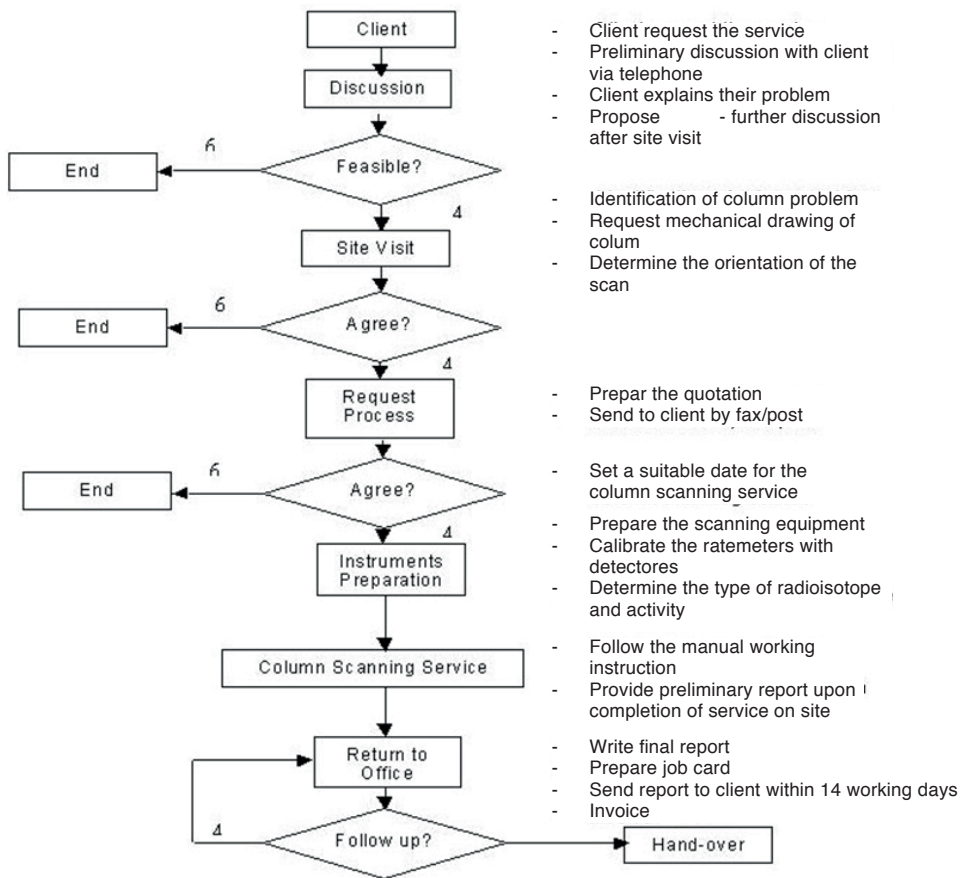 Client
- Client request the service
- Preliminary discussion with client
via telephone
Discussion
- Client explains their problem
- Propose - further discussion
after site visit
6
Feasible?
End
4
- Identification of column problem
- Request mechanical drawing of
colum
Site Visit
- Determine the orientation of the
scan
6
Agree?
End
4
Request
Process
- Prepar the quotation
- Send to client by fax/post
6
Agree?
End
- Set a suitable date for the
column scanning service
4
Instruments
Preparation
- Prepare the scanning equipment
- Calibrate the ratemeters with
detectores
- Determine the type of radioisotope
and activity
Column Scanning Service
- Follow the manual working
instruction
- Provide preliminary report upon
completion of service on site
Return to
Office
- Write final report
- Prepare job card
- Send report to client within 14 working days
- Invoice
4
Follow up?
Hand-over